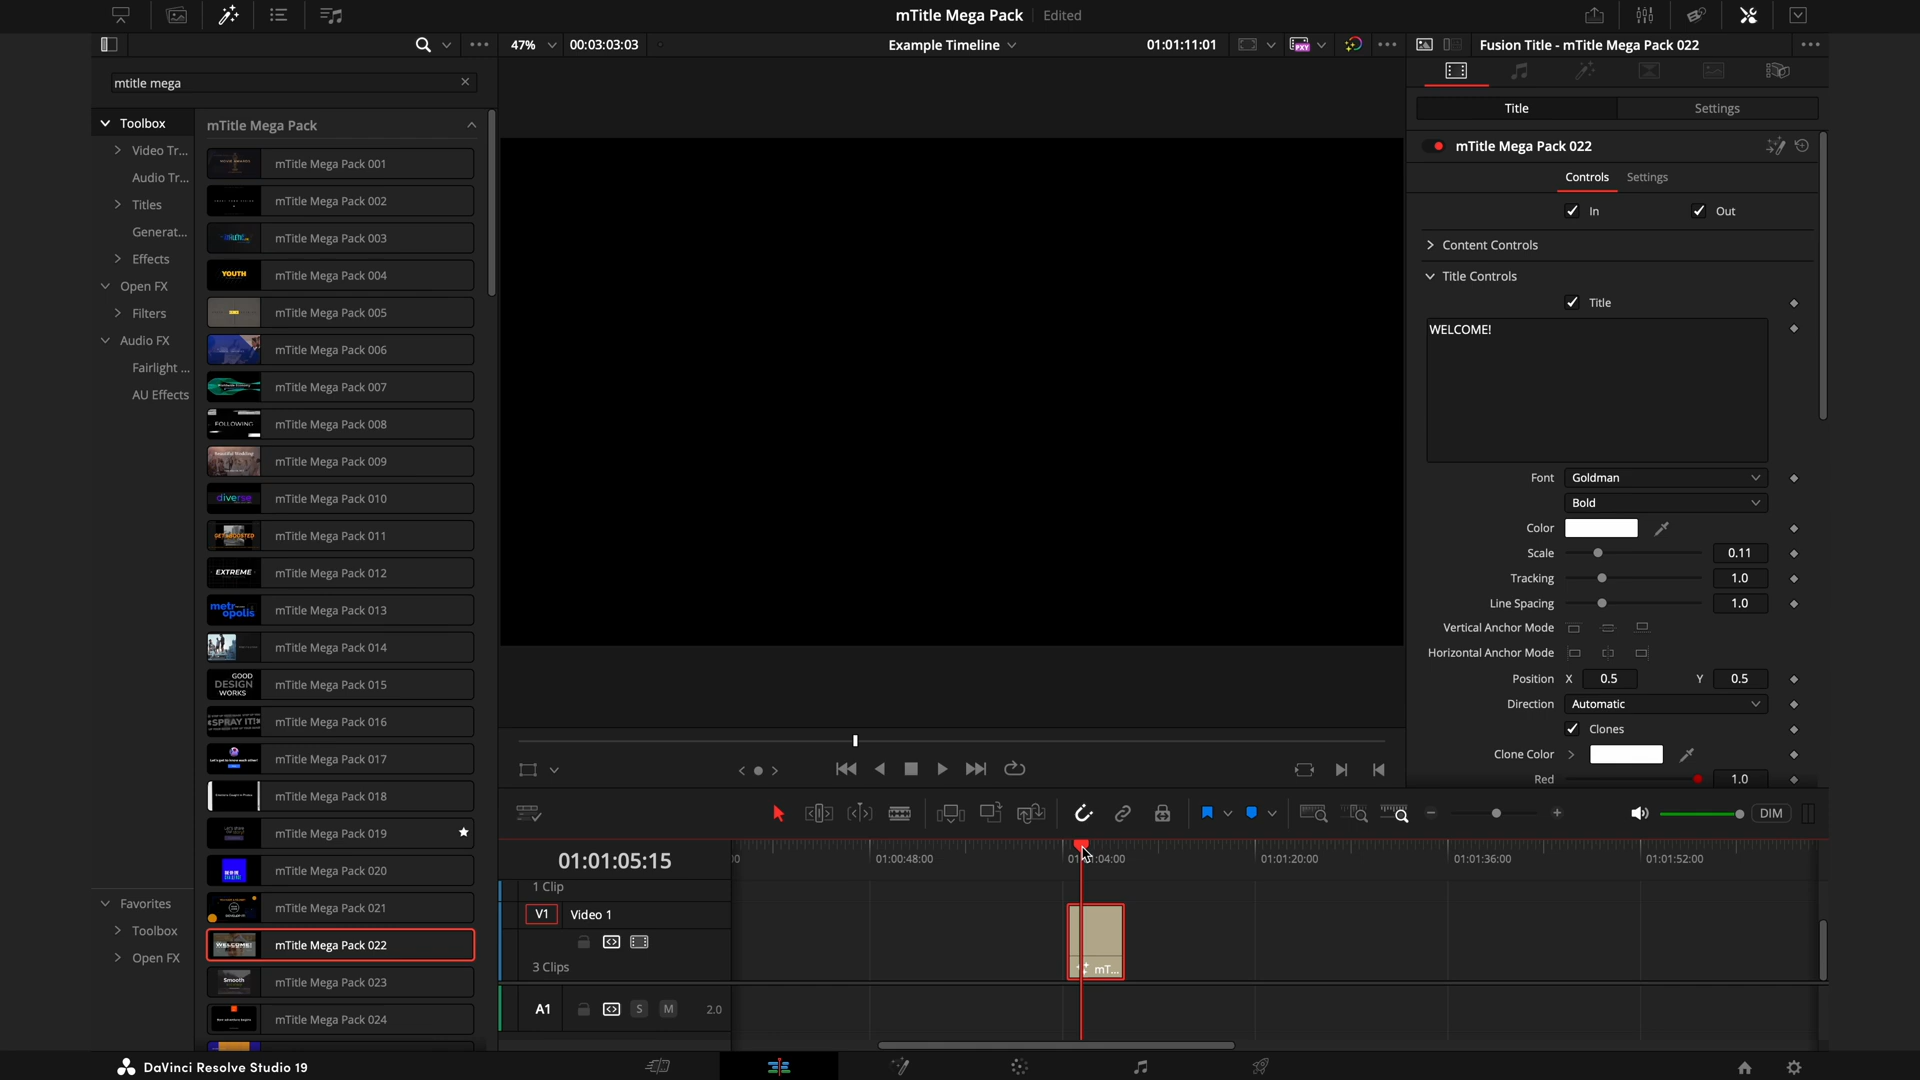 mTitle Mega Pack Edited
47% 00:03:03:03 Example Timeline 01:01:11:01 PXY Fusion Title - mTitle Mega Pack 022
mtitle mega
Toolbox
Video Tr...
Audio Tr...
Titles
Generat...
Effects
Open FX
Filters
Audio FX
Fairlight ...
AU Effects
Favorites
Toolbox
Open FX
mTitle Mega Pack
mTitle Mega Pack 001
mTitle Mega Pack 002
mTitle Mega Pack 003
YOUTH mTitle Mega Pack 004
mTitle Mega Pack 005
mTitle Mega Pack 006
mTitle Mega Pack 007
FOLLOWING mTitle Mega Pack 008
mTitle Mega Pack 009
diverse mTitle Mega Pack 010
GET BOOSTED mTitle Mega Pack 011
EXTREME mTitle Mega Pack 012
metropolis mTitle Mega Pack 013
mTitle Mega Pack 014
GOOD DESIGN WORKS mTitle Mega Pack 015
SPRAY IT! mTitle Mega Pack 016
mTitle Mega Pack 017
mTitle Mega Pack 018
mTitle Mega Pack 019
mTitle Mega Pack 020
mTitle Mega Pack 021
WELCOME! mTitle Mega Pack 022
Smooth mTitle Mega Pack 023
mTitle Mega Pack 024
Title Settings
mTitle Mega Pack 022
Controls Settings
In Out
Content Controls
Title Controls
Title
WELCOME!
Font Goldman
Bold
Color
Scale 0.11
Tracking 1.0
Line Spacing 1.0
Vertical Anchor Mode
Horizontal Anchor Mode
Position X 0.5 Y 0.5
Direction Automatic
Clones
Clone Color
Red 1.0
DIM
01:01:05:15
01:00:48:00 01:01:04:00 01:01:20:00 01:01:36:00 01:01:52:00
1 Clip
V1 Video 1
3 Clips
mT...
A1 S M 2.0
DaVinci Resolve Studio 19